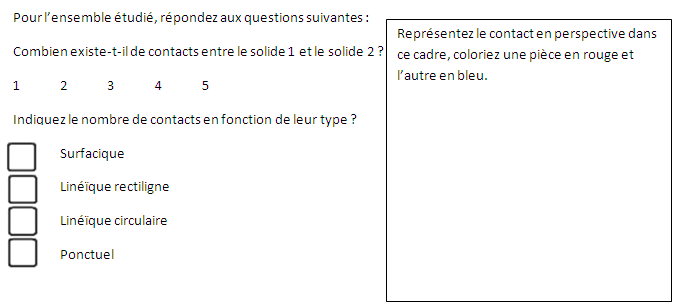 Pour l'ensemble étudié, répondez aux questions suivantes :
Combien existe-t-il de contacts entre le solide 1 et le solide 2 ?
1 2 3 4 5
Indiquez le nombre de contacts en fonction de leur type ?
Surfacique
Linéïque rectiligne
Linéïque circulaire
Ponctuel
Représentez le contact en perspective dans
ce cadre, coloriez une pièce en rouge et
l'autre en bleu.